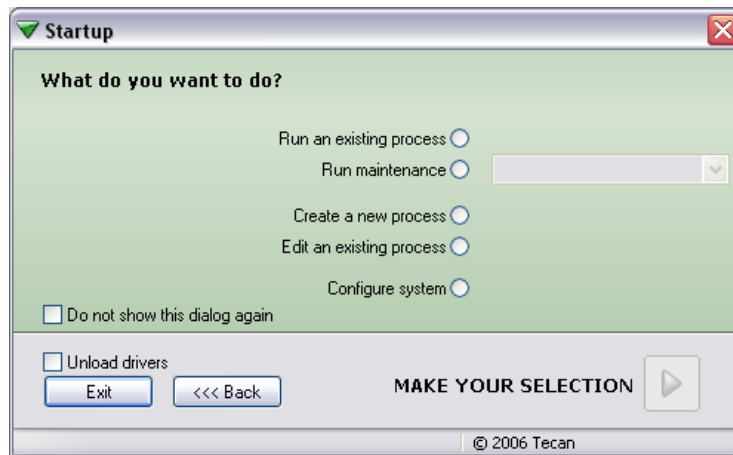 Startup
What do you want to do?
Run an existing process
Run maintenance
Create a new process
Edit an existing process
Configure system
Do not show this dialog again
Unload drivers
Exit
<<< Back
MAKE YOUR SELECTION
© 2006 Tecan